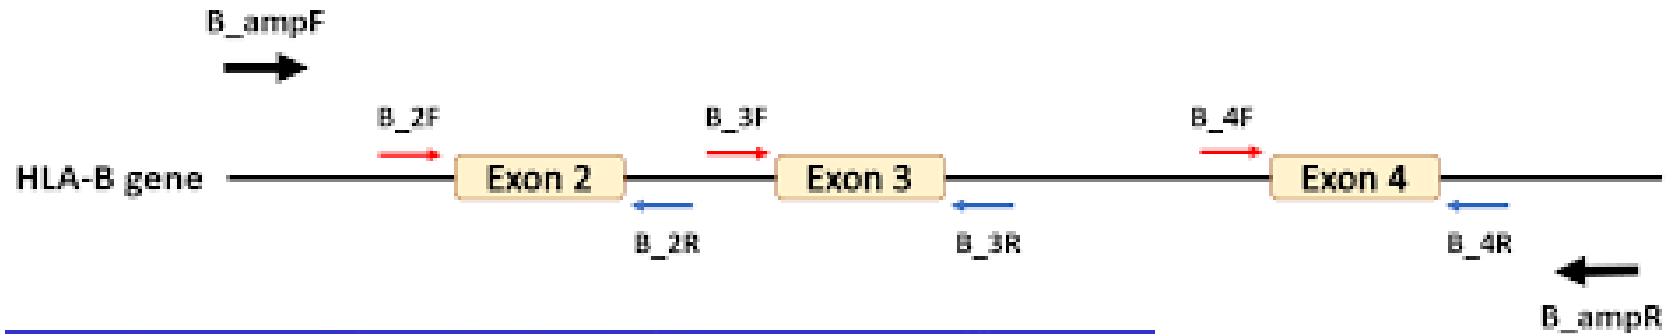 B_ampF
B_2F B_3F B_4F
HLA-B gene Exon 2 Exon 3 Exon 4
B_2R B_3R B_4R
B_ampR